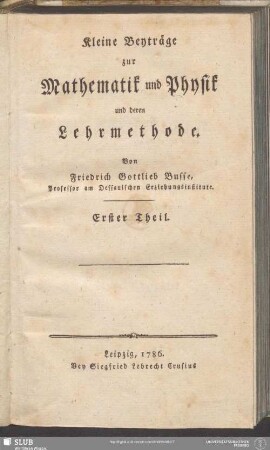 Kleine Beyträge
zur
Mathematik und Physik
und deren
Lehrmethode.
Von
Friedrich Gottlieb Busse,
Professor am Dessauischen Erziehungsinstitute.
Erster Theil.
Leipzig, 1786.
Bey Siegfried Lebrecht Crusius
SLUB